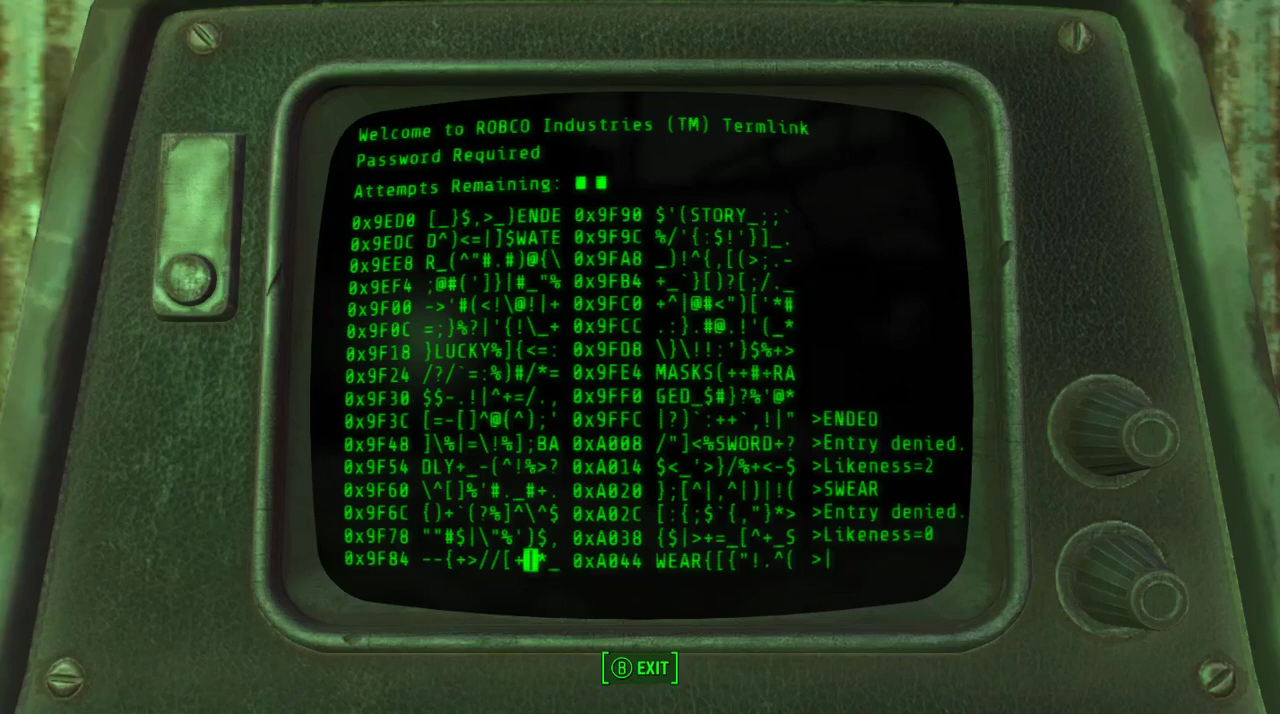 Welcome to ROBCO Industries (TM) Termlink
Password Required
Attempts Remaining: ■ ■
0x9ED0 [_}$,>_)ENDE 0x9F90 $'(STORY_;;`
0x9EDC D^)<=|]$WATE 0x9F9C %/'{:$!'}]_.
0x9EE8 R_(^"#.#)@{\ 0x9FA8 _)!^{,[(>;.-
0x9EF4 ;@#(']}|#_"% 0x9FB4 +_`}[)?[;/._
0x9F00 ->'#(<!\@!|+ 0x9FC0 +^|@#<")['*#
0x9F0C =;}%?|'{!\_+ 0x9FCC .:}.#@.!'(_*
0x9F18 }LUCKY%]{<=: 0x9FD8 \}\!!:'}$%+>
0x9F24 /?/`=:%)#/*= 0x9FE4 MASKS(++#+RA
0x9F30 $$-.!|^+=/., 0x9FF0 GED_$#}?%'@*
0x9F3C [=-[]^@(^);' 0x9FFC |?)`:++`,!|" >ENDED
0x9F48 ]\%|=\!%];BA 0xA008 /"]<%SWORD+? >Entry denied.
0x9F54 DLY+_-(^!%>? 0xA014 $<_'>}/%+<-$ >Likeness=2
0x9F60 \^[]%'#._#+. 0xA020 };[^|,^|)|!( >SWEAR
0x9F6C {)+`(?%]^\^$ 0xA02C [:{;$`{,"}*> >Entry denied.
0x9F78 ""#$|\"%')$, 0xA038 {$|>+=_[^+_S >Likeness=0
0x9F84 --{+>//[+|*_ 0xA044 WEAR{[{"!.^( >|
[Ⓑ EXIT]